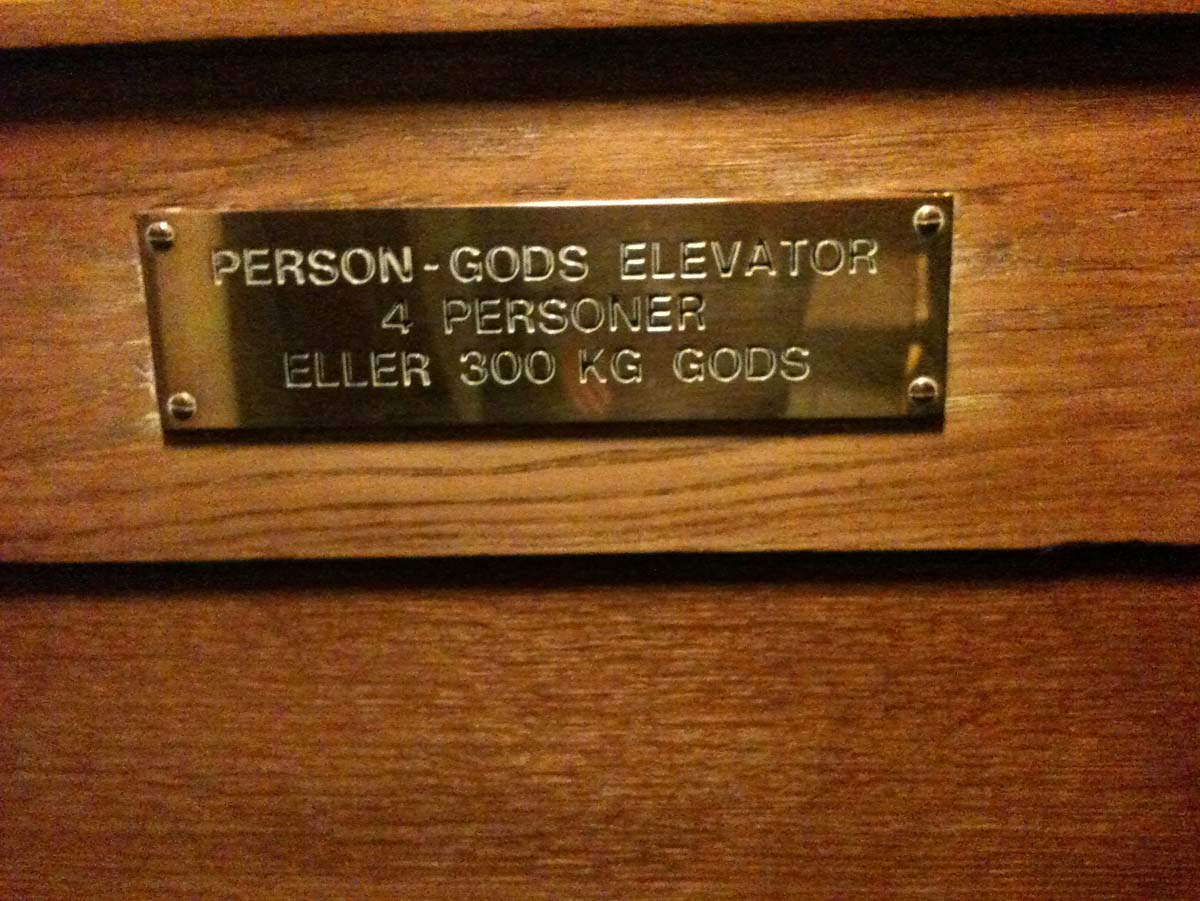 PERSON-GODS ELEVATOR
4 PERSONER
ELLER 300 KG GODS